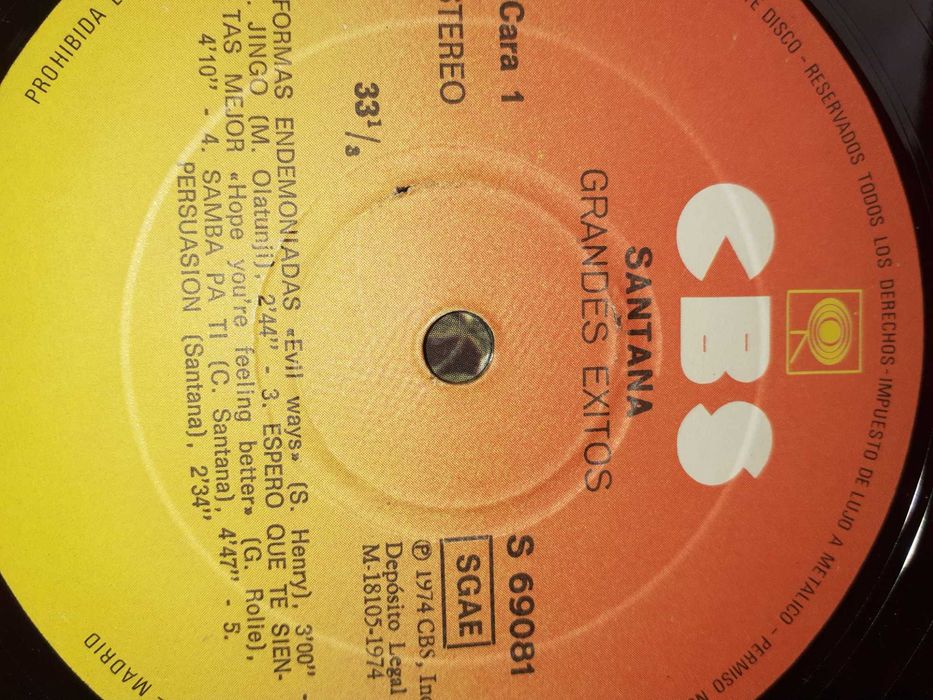 CBS
SANTANA
GRANDES EXITOS
Cara 1
STEREO
33 1/3
S 69081
SGAE
℗ 1974 CBS, Inc
Depósito Legal
M-18105-1974
FORMAS ENDEMONIADAS «Evil ways» (S. Henry), 3'00" -
. JINGO (M. Olatunji), 2'44" - 3. ESPERO QUE TE SIEN-
TAS MEJOR «Hope you're feeling better» (G. Rolie),
4'10" - 4. SAMBA PA TI (C. Santana), 4'47" - 5.
PERSUASION (Santana), 2'34"
PROHIBIDA
DISCO - RESERVADOS TODOS LOS DERECHOS - IMPUESTO DE LUJO A METALICO - PERMISO
MADRID